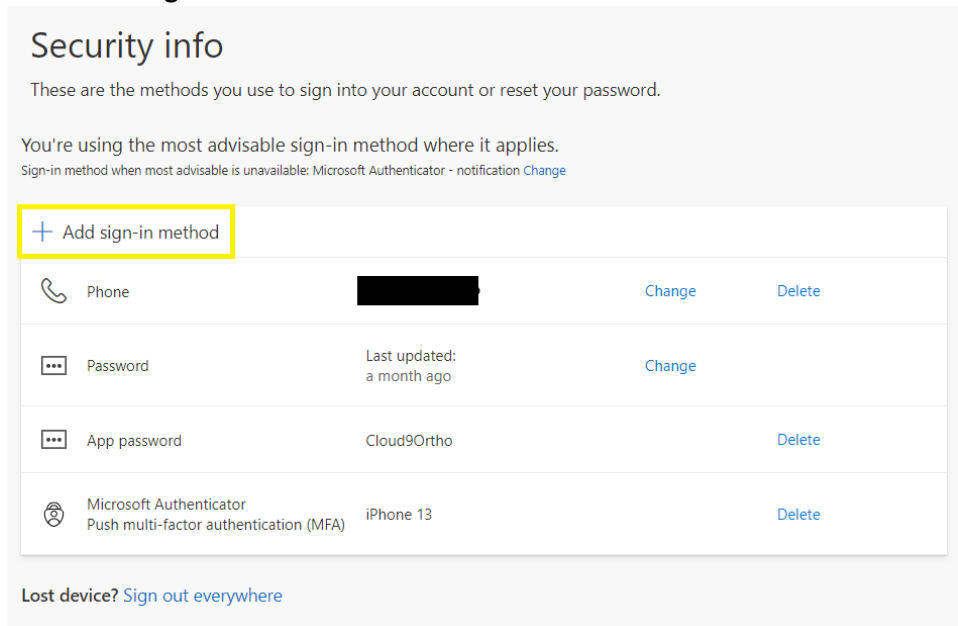 Security info
These are the methods you use to sign into your account or reset your password.
You're using the most advisable sign-in method where it applies.
Sign-in method when most advisable is unavailable: Microsoft Authenticator - notification Change
+ Add sign-in method
Phone Change Delete
Password Last updated: a month ago Change
App password Cloud9Ortho Delete
Microsoft Authenticator
Push multi-factor authentication (MFA) iPhone 13 Delete
Lost device? Sign out everywhere